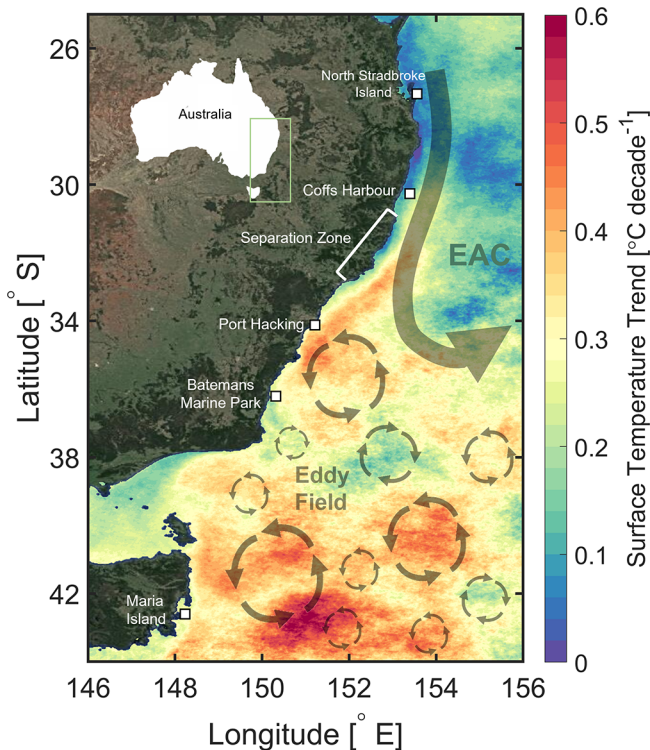 26
30
34
38
42
Latitude [° S]
146
148
150
152
154
156
Longitude [° E]
Australia
North Stradbroke
Island
Coffs Harbour
Separation Zone
EAC
Port Hacking
Batemans
Marine Park
Eddy
Field
Maria
Island
0.6
0.5
0.4
0.3
0.2
0.1
0
Surface Temperature Trend [°C decade⁻¹]